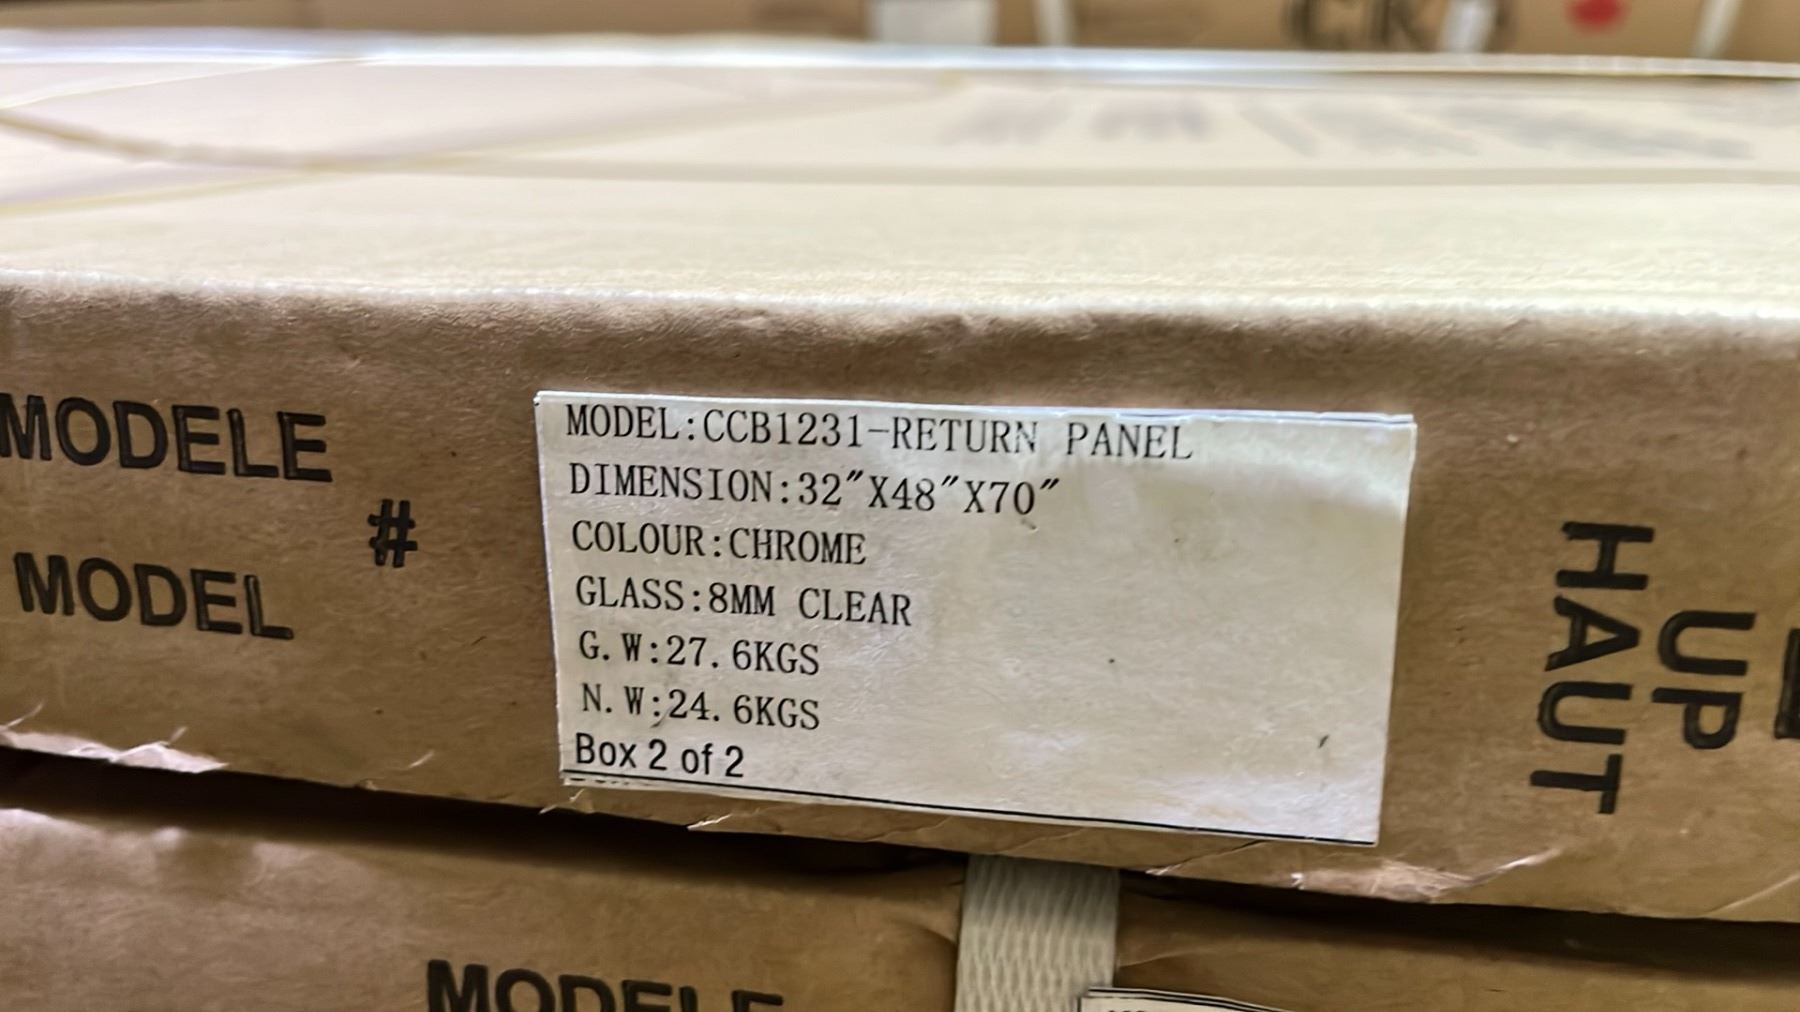 MODELE
#
MODEL
MODEL:CCB1231-RETURN PANEL
DIMENSION:32"X48"X70"
COLOUR:CHROME
GLASS:8MM CLEAR
G.W:27.6KGS
N.W:24.6KGS
Box 2 of 2
UP
HAUT
MODELE